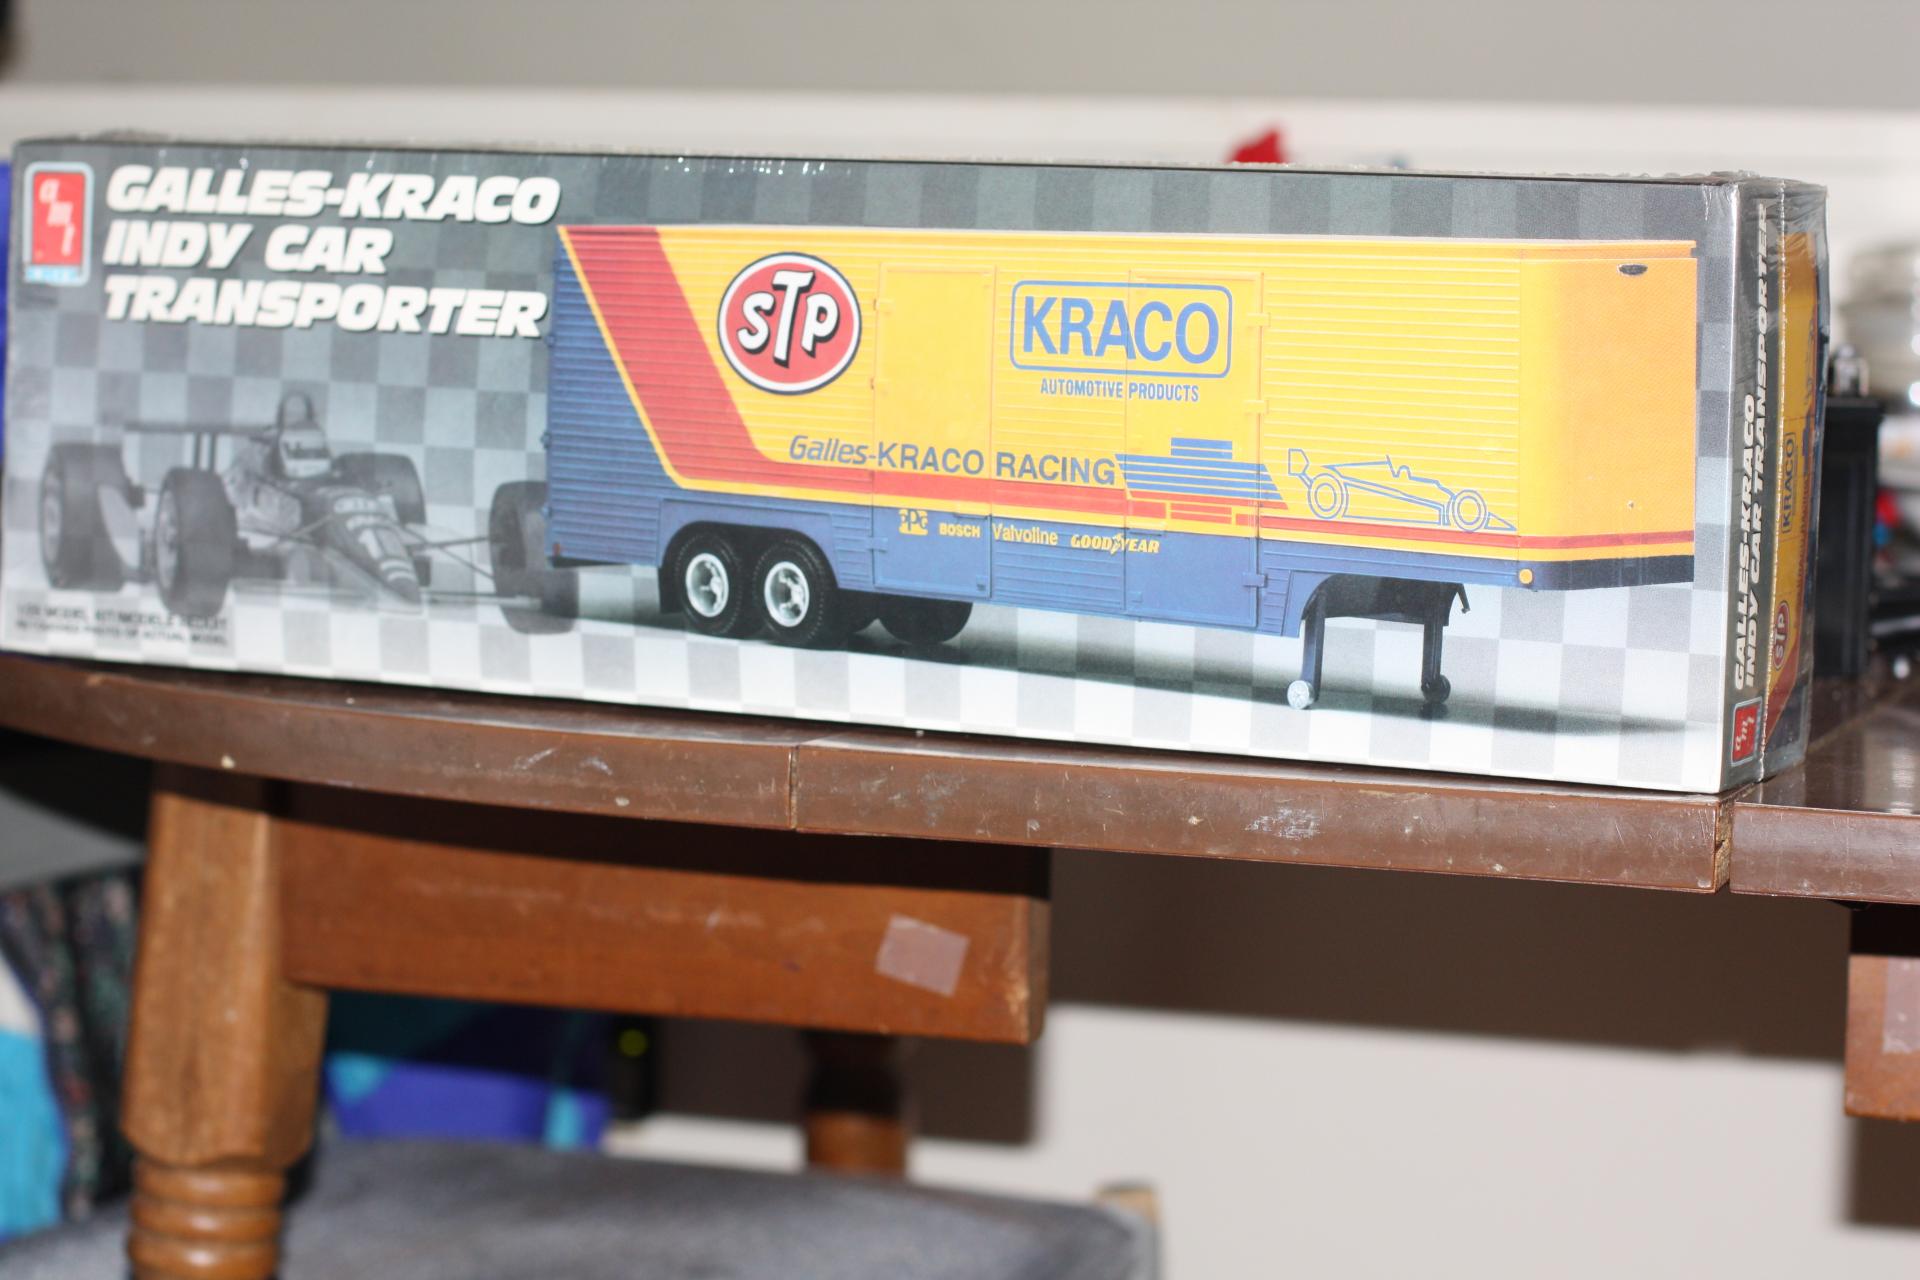 amt
GALLES-KRACO
INDY CAR
TRANSPORTER
STP
KRACO
AUTOMOTIVE PRODUCTS
Galles-KRACO RACING
PPG BOSCH Valvoline GOODYEAR
GALLES-KRACO
INDY CAR TRANSPORTER
KRACO
STP
amt